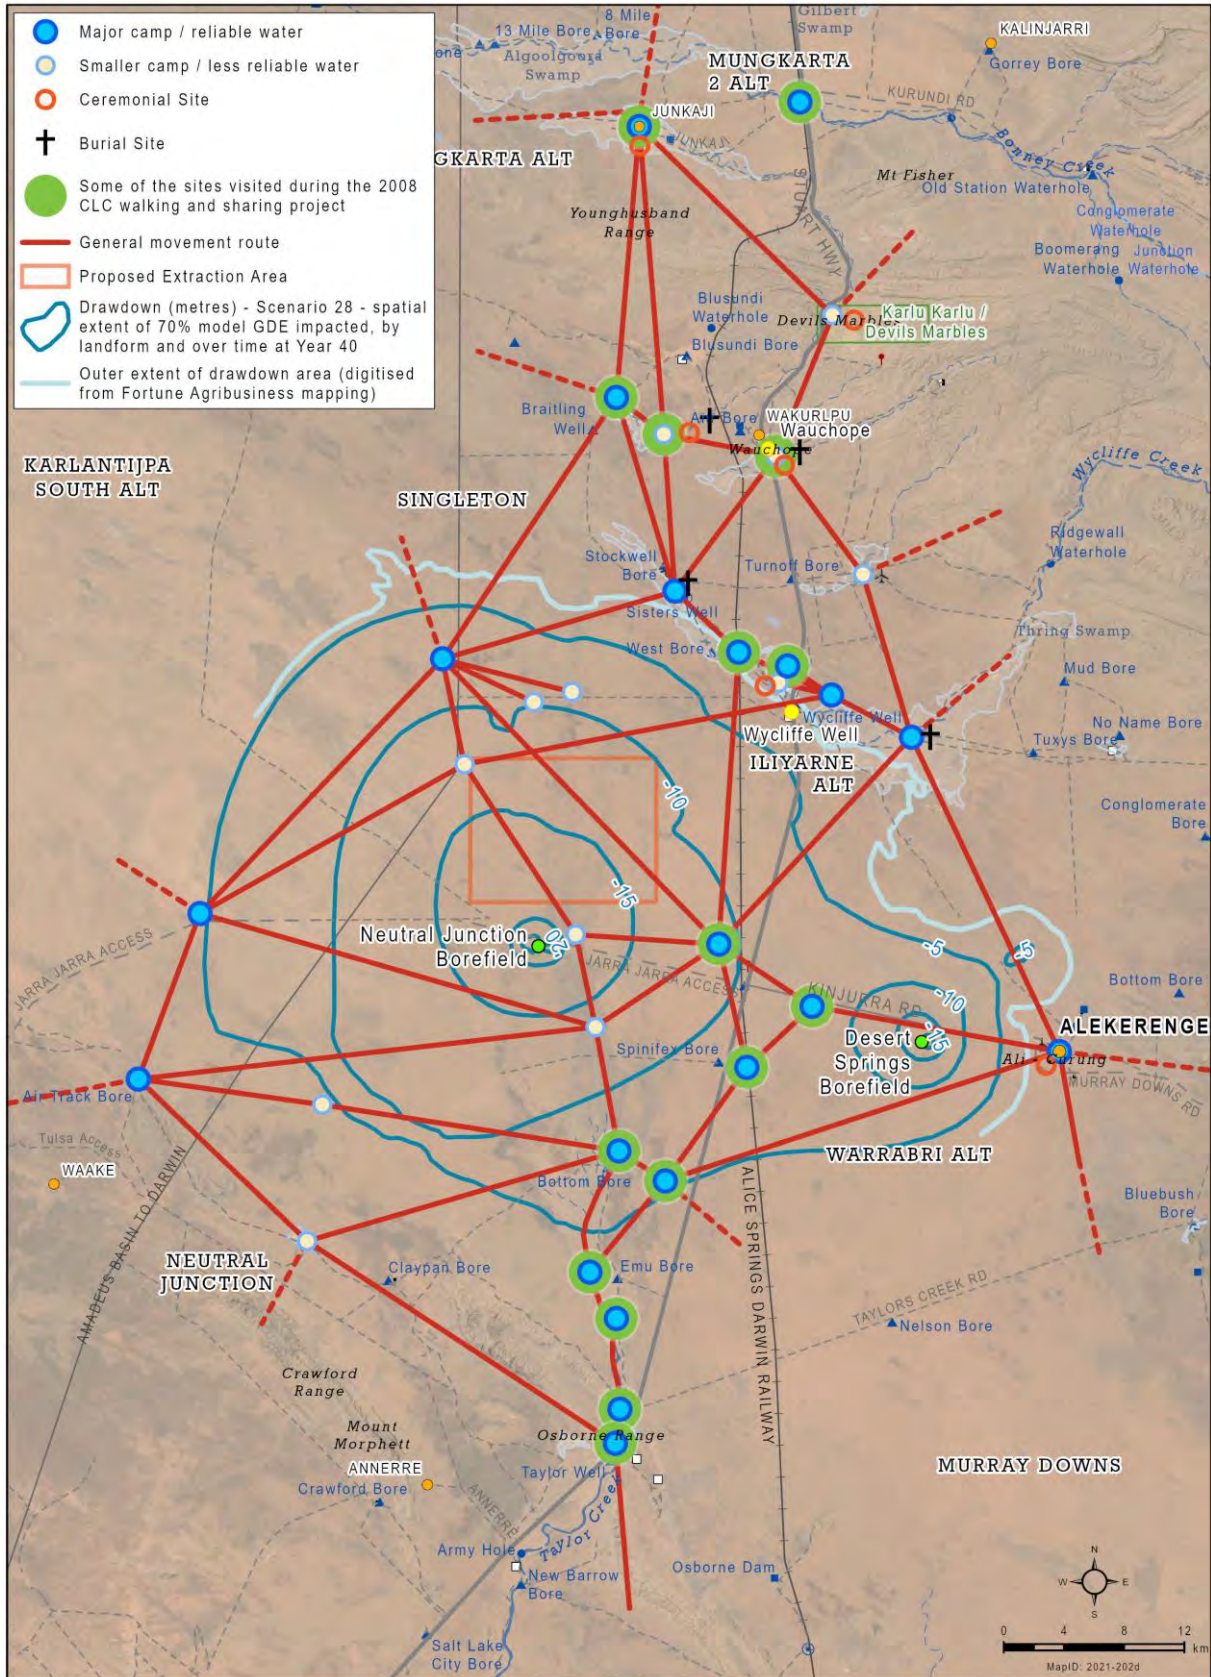 Major camp / reliable water
Smaller camp / less reliable water
Ceremonial Site
Burial Site
Some of the sites visited during the 2008
CLC walking and sharing project
General movement route
Proposed Extraction Area
Drawdown (metres) - Scenario 28 - spatial
extent of 70% model GDE impacted, by
landform and over time at Year 40
Outer extent of drawdown area (digitised
from Fortune Agribusiness mapping)
one
13 Mile Bore
8 Mile
Bore
Algoolgoora
Swamp
Gilbert
Swamp
KALINJARRI
Gorrey Bore
MUNGKARTA
2 ALT
KURUNDI RD
JUNKAJI
JUNKAJI
GKARTA ALT
Bonney Creek
Mt Fisher
Old Station Waterhole
STUART HWY
Younghusband
Range
Conglomerate
Waterhole
Boomerang
Waterhole
Junction
Waterhole
Blusundi
Waterhole
Devils Marbles
Karlu Karlu /
Devils Marbles
Blusundi Bore
Braitling
Well
Bore
WAKURLPU
Wauchope
Wauchope
KARLANTIJPA
SOUTH ALT
SINGLETON
Wycliffe Creek
Ridgewall
Waterhole
Stockwell
Bore
Turnoff Bore
Sisters Well
Thring Swamp
West Bore
Mud Bore
Wycliffe Well
Wycliffe Well
No Name Bore
Tuxys Bore
ILIYARNE
ALT
-10
Conglomerate
Bore
-15
-20
Neutral Junction
Borefield
JARRA JARRA ACCESS
JARRA JARRA ACCESS
-5
-5
KINJURRA RD
-10
Bottom Bore
-15
ALEKERENGE
Desert
Springs
Borefield
Ali - Curung
Spinifex Bore
MURRAY DOWNS RD
Air Track Bore
Tulsa Access
WAAKE
WARRABRI ALT
Bottom Bore
Bluebush
Bore
AMADEUS BASIN TO DARWIN
ALICE SPRINGS DARWIN RAILWAY
NEUTRAL
JUNCTION
Claypan Bore
Emu Bore
TAYLORS CREEK RD
Nelson Bore
Crawford
Range
Mount
Morphett
Osborne Range
ANNERRE
Taylor Well
MURRAY DOWNS
Crawford Bore
ANNERRE
Taylor Creek
Army Hole
New Barrow
Bore
Osborne Dam
Salt Lake
City Bore
N
W
E
S
0 4 8 12
km
MapID: 2021-202d